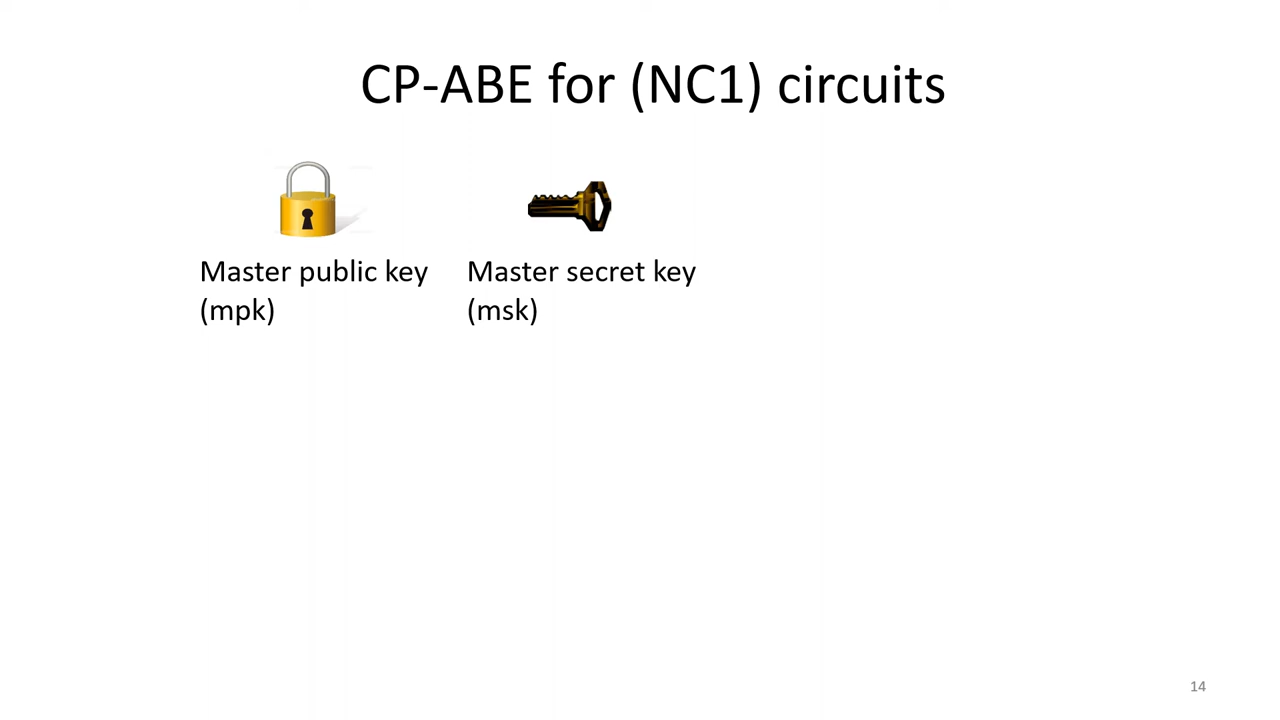 CP-ABE for (NC1) circuits
Master public key
(mpk)
Master secret key
(msk)
14